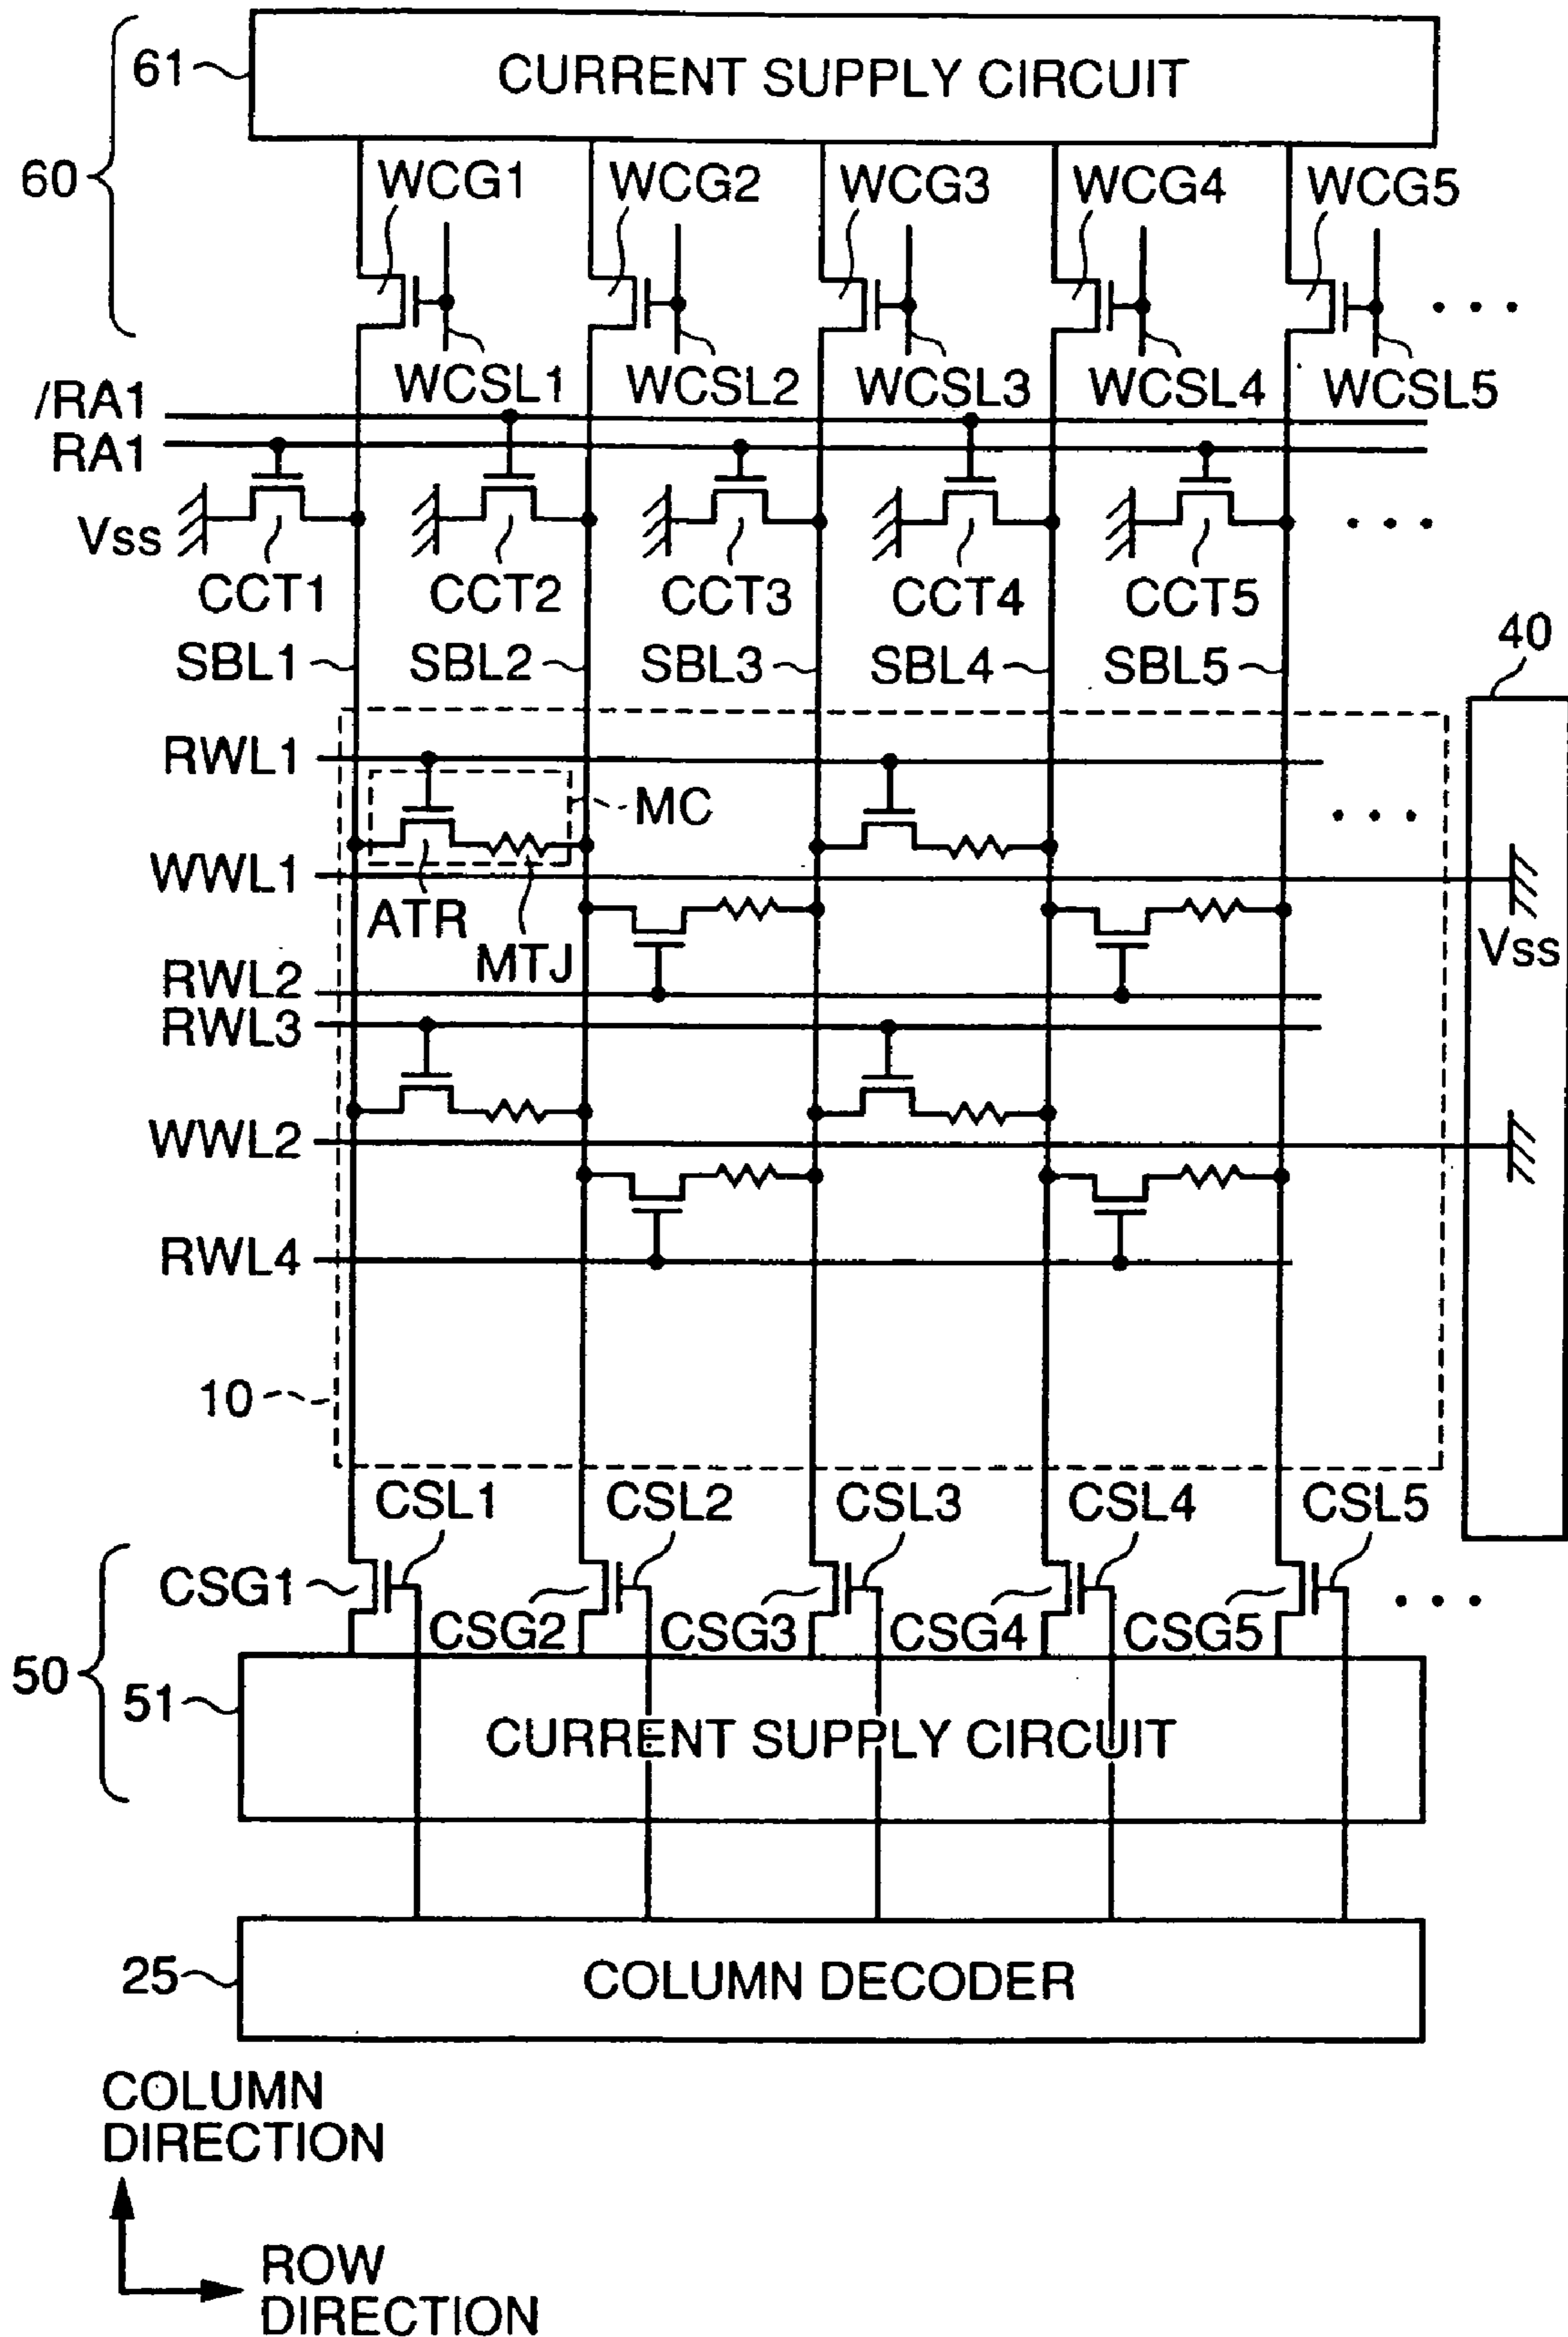 61
CURRENT SUPPLY CIRCUIT
60
WCG1 WCG2 WCG3 WCG4 WCG5
WCSL1 WCSL2 WCSL3 WCSL4 WCSL5
/RA1
RA1
Vss
CCT1 CCT2 CCT3 CCT4 CCT5
SBL1 SBL2 SBL3 SBL4 SBL5
40
RWL1
MC
WWL1
ATR
MTJ
Vss
RWL2
RWL3
WWL2
RWL4
10
CSL1 CSL2 CSL3 CSL4 CSL5
CSG1 CSG2 CSG3 CSG4 CSG5
50
51
CURRENT SUPPLY CIRCUIT
25
COLUMN DECODER
COLUMN
DIRECTION
ROW
DIRECTION